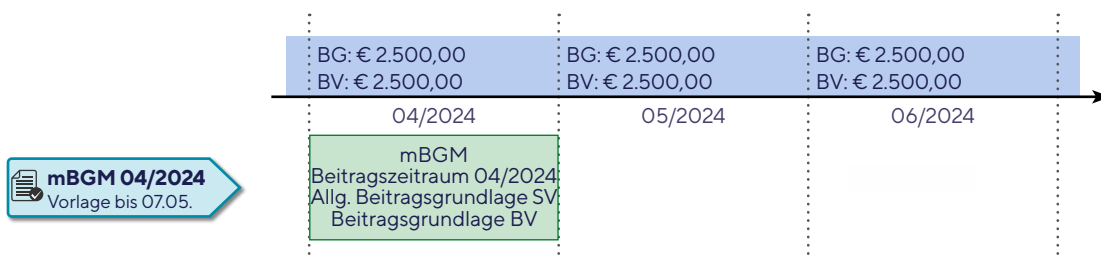 BG: € 2.500,00
BV: € 2.500,00
BG: € 2.500,00
BV: € 2.500,00
BG: € 2.500,00
BV: € 2.500,00
04/2024
05/2024
06/2024
mBGM
Beitragszeitraum 04/2024
Allg. Beitragsgrundlage SV
Beitragsgrundlage BV
mBGM 04/2024
Vorlage bis 07.05.